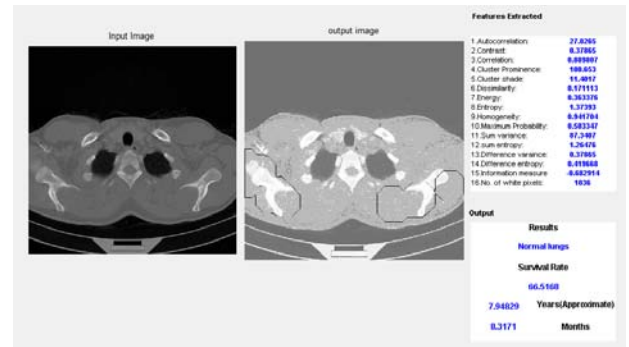 Features Extracted
Input Image
output image
1.Autocorrelation: 27.0265
2.Contrast: 0.37865
3.Correlation: 0.889007
4.Cluster Prominence: 108.653
5.Cluster shade: 11.4017
6.Dissimilarity: 0.171113
7.Energy: 0.363376
8.Entropy: 1.37393
9.Homogeneity: 0.941704
10.Maximum Probability: 0.583347
11.Sum variance: 87.3407
12.sum entropy: 1.26476
13.Difference varaince: 0.37865
14.Difference entropy: 0.419668
15.Information measure -0.682914
16.No. of white pixels: 1036
Output
Results
Normal lungs
Survival Rate
66.5168
7.94829 Years(Approximate)
8.3171 Months